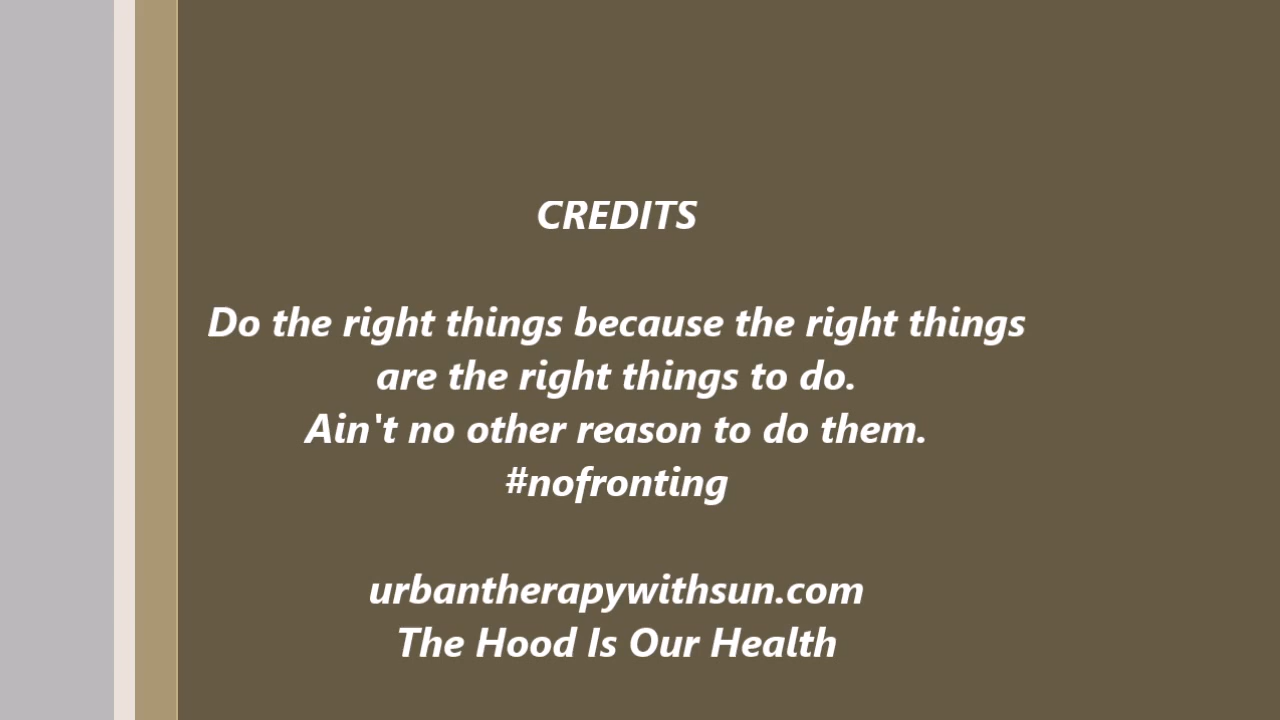 CREDITS
Do the right things because the right things
are the right things to do.
Ain't no other reason to do them.
#nofronting
urbantherapywithsun.com
The Hood Is Our Health